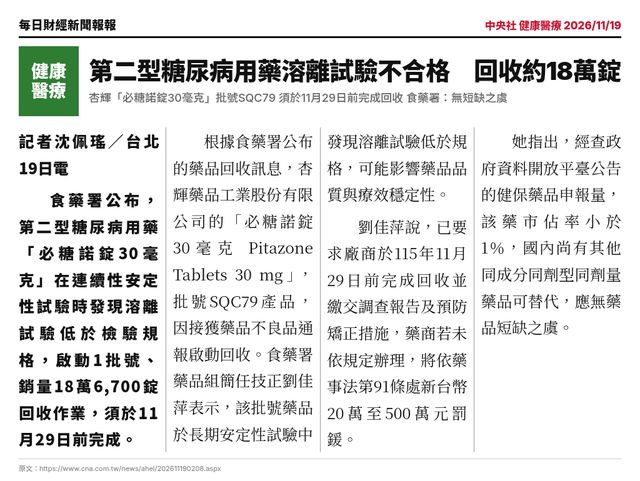 每日財經新聞報報
中央社 健康醫療 2026/11/19
健康
醫療
第二型糖尿病用藥溶離試驗不合格　回收約18萬錠
杏輝「必糖諾錠30毫克」批號SQC79 須於11月29日前完成回收 食藥署：無短缺之虞
記者沈佩瑤／台北
19日電
食藥署公布，
第二型糖尿病用藥
「必糖諾錠30毫
克」在連續性安定
性試驗時發現溶離
試驗低於檢驗規
格，啟動1批號、
銷量18萬6,700錠
回收作業，須於11
月29日前完成。
根據食藥署公布
的藥品回收訊息，杏
輝藥品工業股份有限
公司的「必糖諾錠
30毫克 Pitazone
Tablets 30 mg」，
批號SQC79產品，
因接獲藥品不良品通
報啟動回收。食藥署
藥品組簡任技正劉佳
萍表示，該批號藥品
於長期安定性試驗中
發現溶離試驗低於規
格，可能影響藥品品
質與療效穩定性。
劉佳萍說，已要
求廠商於115年11月
29日前完成回收並
繳交調查報告及預防
矯正措施，藥商若未
依規定辦理，將依藥
事法第91條處新台幣
20萬至500萬元罰
鍰。
她指出，經查政
府資料開放平臺公告
的健保藥品申報量，
該藥市佔率小於
1%，國內尚有其他
同成分同劑型同劑量
藥品可替代，應無藥
品短缺之虞。
原文：https://www.cna.com.tw/news/ahel/202611190208.aspx